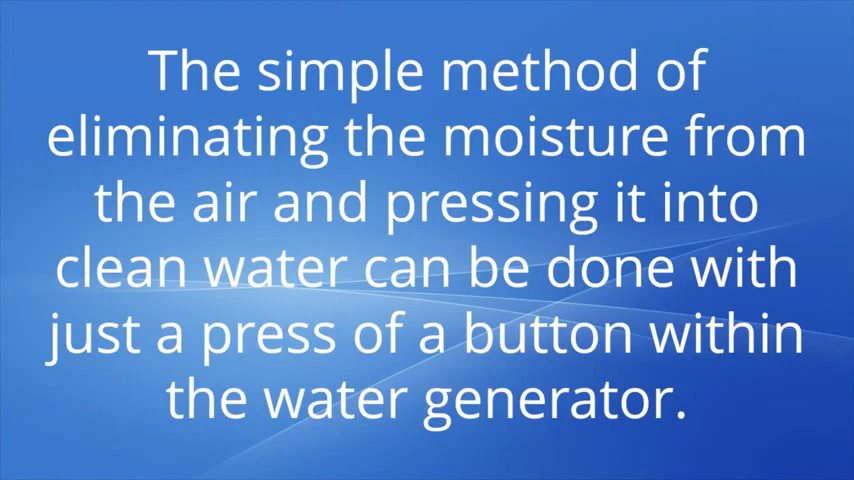 The simple method of
eliminating the moisture from
the air and pressing it into
clean water can be done with
just a press of a button within
the water generator.